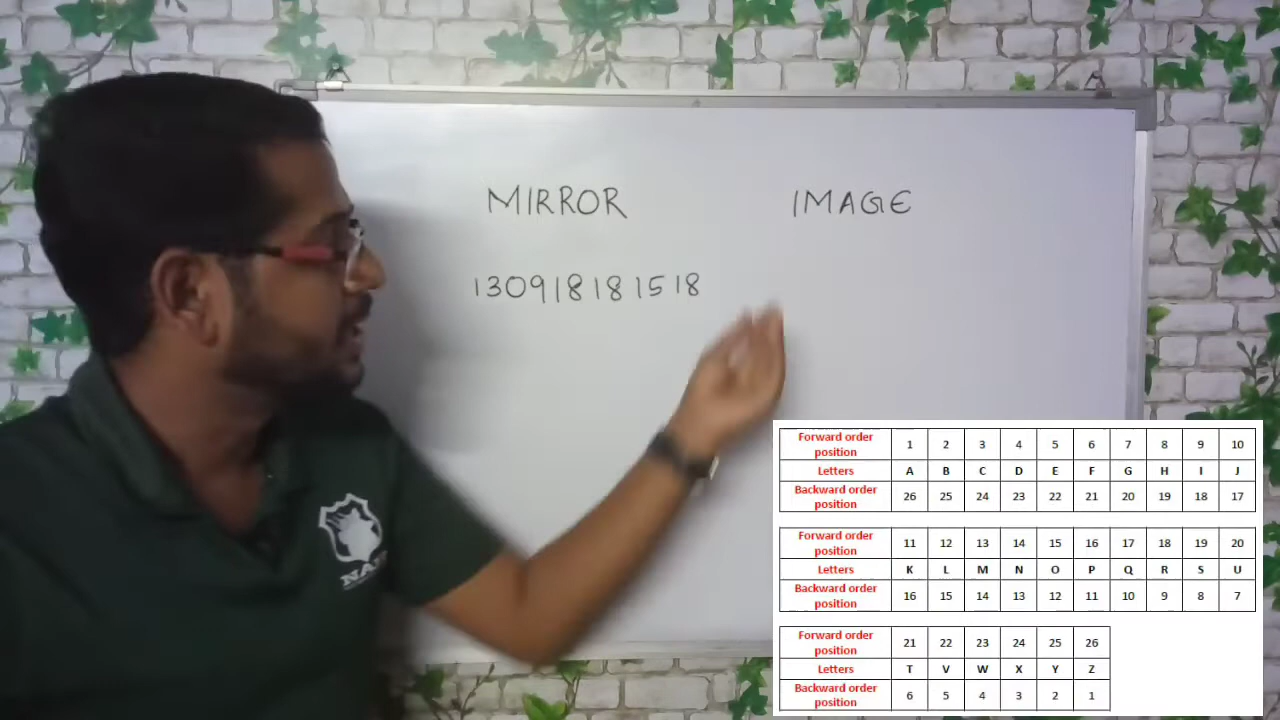 MIRROR IMAGE
130918181518
NA
Forward order position 1 2 3 4 5 6 7 8 9 10
Letters A B C D E F G H I J
Backward order position 26 25 24 23 22 21 20 19 18 17
Forward order position 11 12 13 14 15 16 17 18 19 20
Letters K L M N O P Q R S U
Backward order position 16 15 14 13 12 11 10 9 8 7
Forward order position 21 22 23 24 25 26
Letters T V W X Y Z
Backward order position 6 5 4 3 2 1